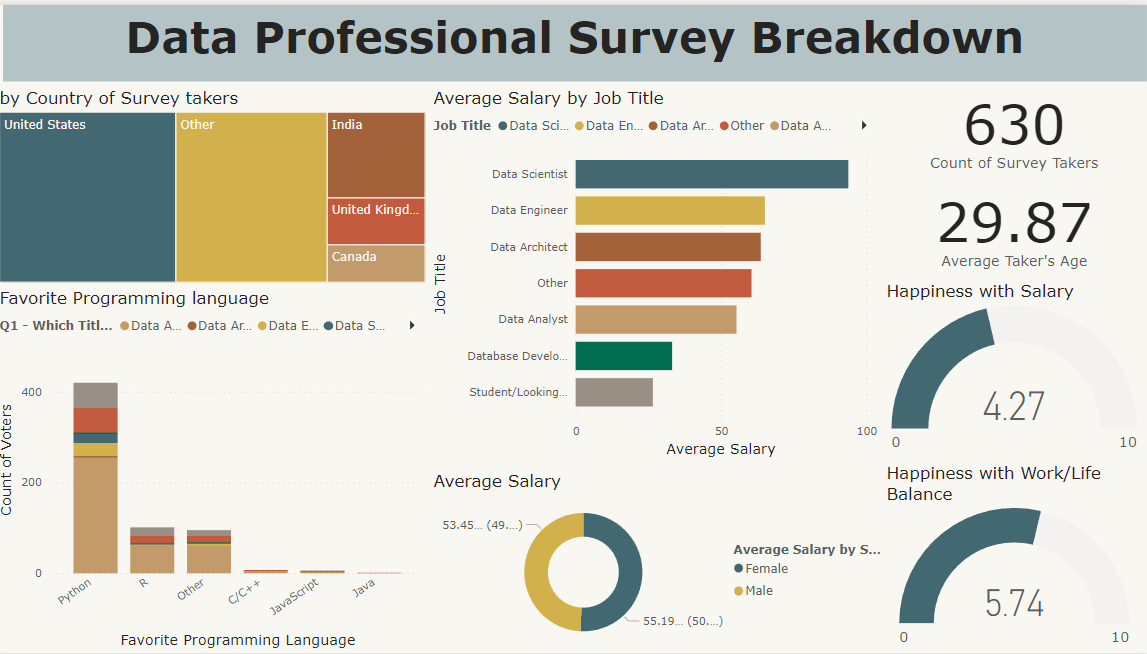 Data Professional Survey Breakdown
by Country of Survey takers
United States
Other
India
United Kingd...
Canada
Favorite Programming language
Q1 - Which Titl... Data A... Data Ar... Data E... Data S...
Count of Voters
400
200
0
Python
R
Other
C/C++
JavaScript
Java
Favorite Programming Language
Average Salary by Job Title
Job Title Data Sci... Data En... Data Ar... Other Data A...
Job Title
Data Scientist
Data Engineer
Data Architect
Other
Data Analyst
Database Develo...
Student/Looking...
0 50 100
Average Salary
Average Salary
53.45... (49....)
55.19... (50....)
Average Salary by S...
Female
Male
630
Count of Survey Takers
29.87
Average Taker's Age
Happiness with Salary
4.27
0 10
Happiness with Work/Life
Balance
5.74
0 10